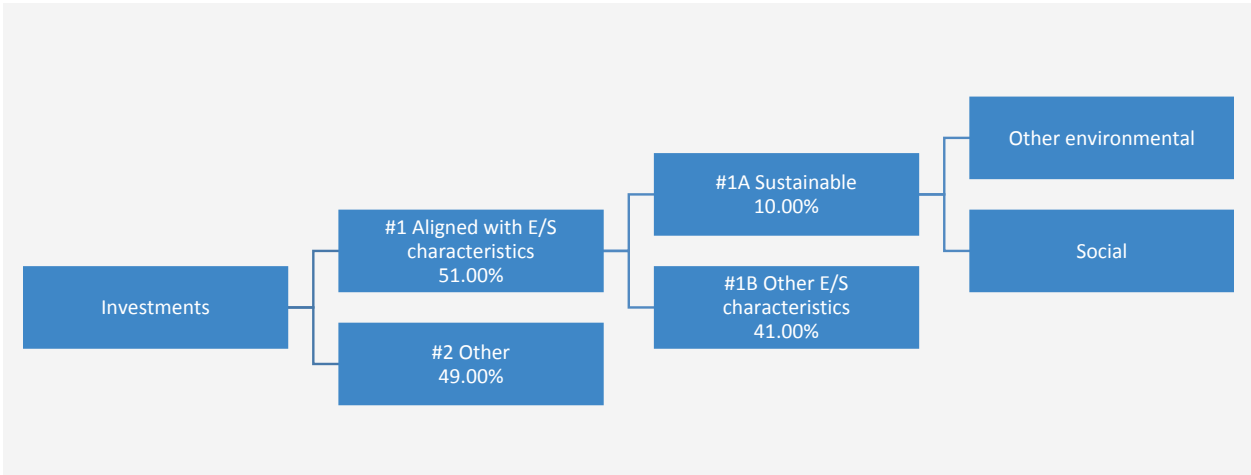 Investments
#1 Aligned with E/S
characteristics
51.00%
#2 Other
49.00%
#1A Sustainable
10.00%
#1B Other E/S
characteristics
41.00%
Other environmental
Social